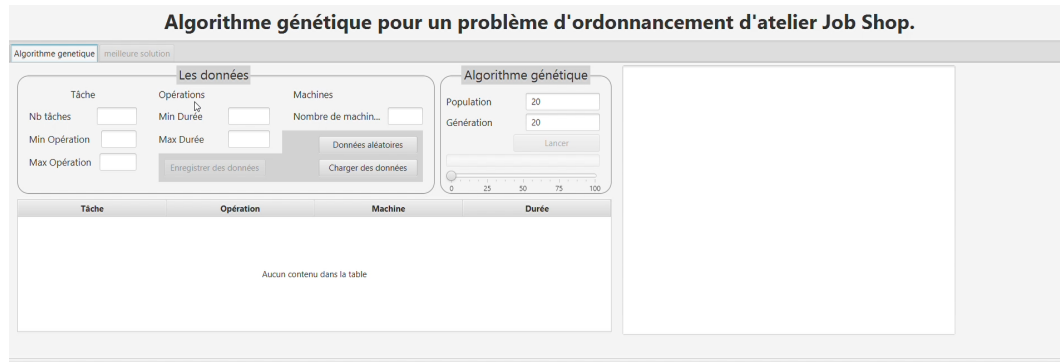 Algorithme génétique pour un problème d'ordonnancement d'atelier Job Shop.
Algorithme genetique meilleure solution
Les données
Tâche Opérations Machines
Nb tâches Min Durée Nombre de machin...
Min Opération Max Durée Données aléatoires
Max Opération Enregistrer des données Charger des données
Algorithme génétique
Population 20
Génération 20
Lancer
0 25 50 75 100
Tâche Opération Machine Durée
Aucun contenu dans la table